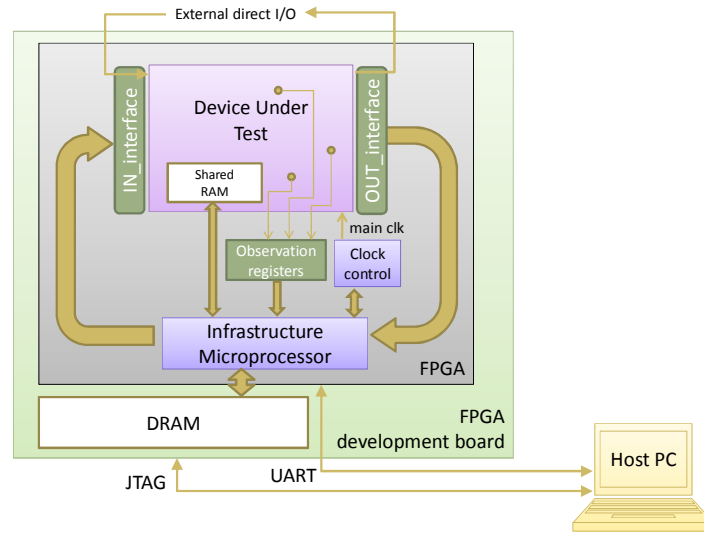 External direct I/O
IN_interface
Device Under
Test
OUT_interface
Shared
RAM
main clk
Observation
registers
Clock
control
Infrastructure
Microprocessor
FPGA
DRAM
FPGA
development board
Host PC
JTAG
UART